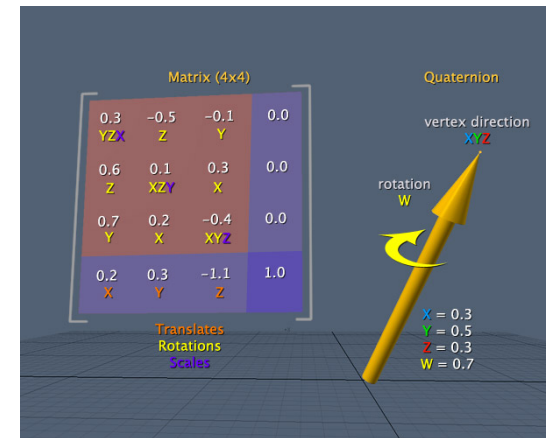 Matrix (4x4)
0.3 -0.5 -0.1 0.0
YZX Z Y
0.6 0.1 0.3 0.0
Z XZY X
0.7 0.2 -0.4 0.0
Y X XYZ
0.2 0.3 -1.1 1.0
X Y Z
Translates
Rotations
Scales
Quaternion
vertex direction
XYZ
rotation
W
X = 0.3
Y = 0.5
Z = 0.3
W = 0.7